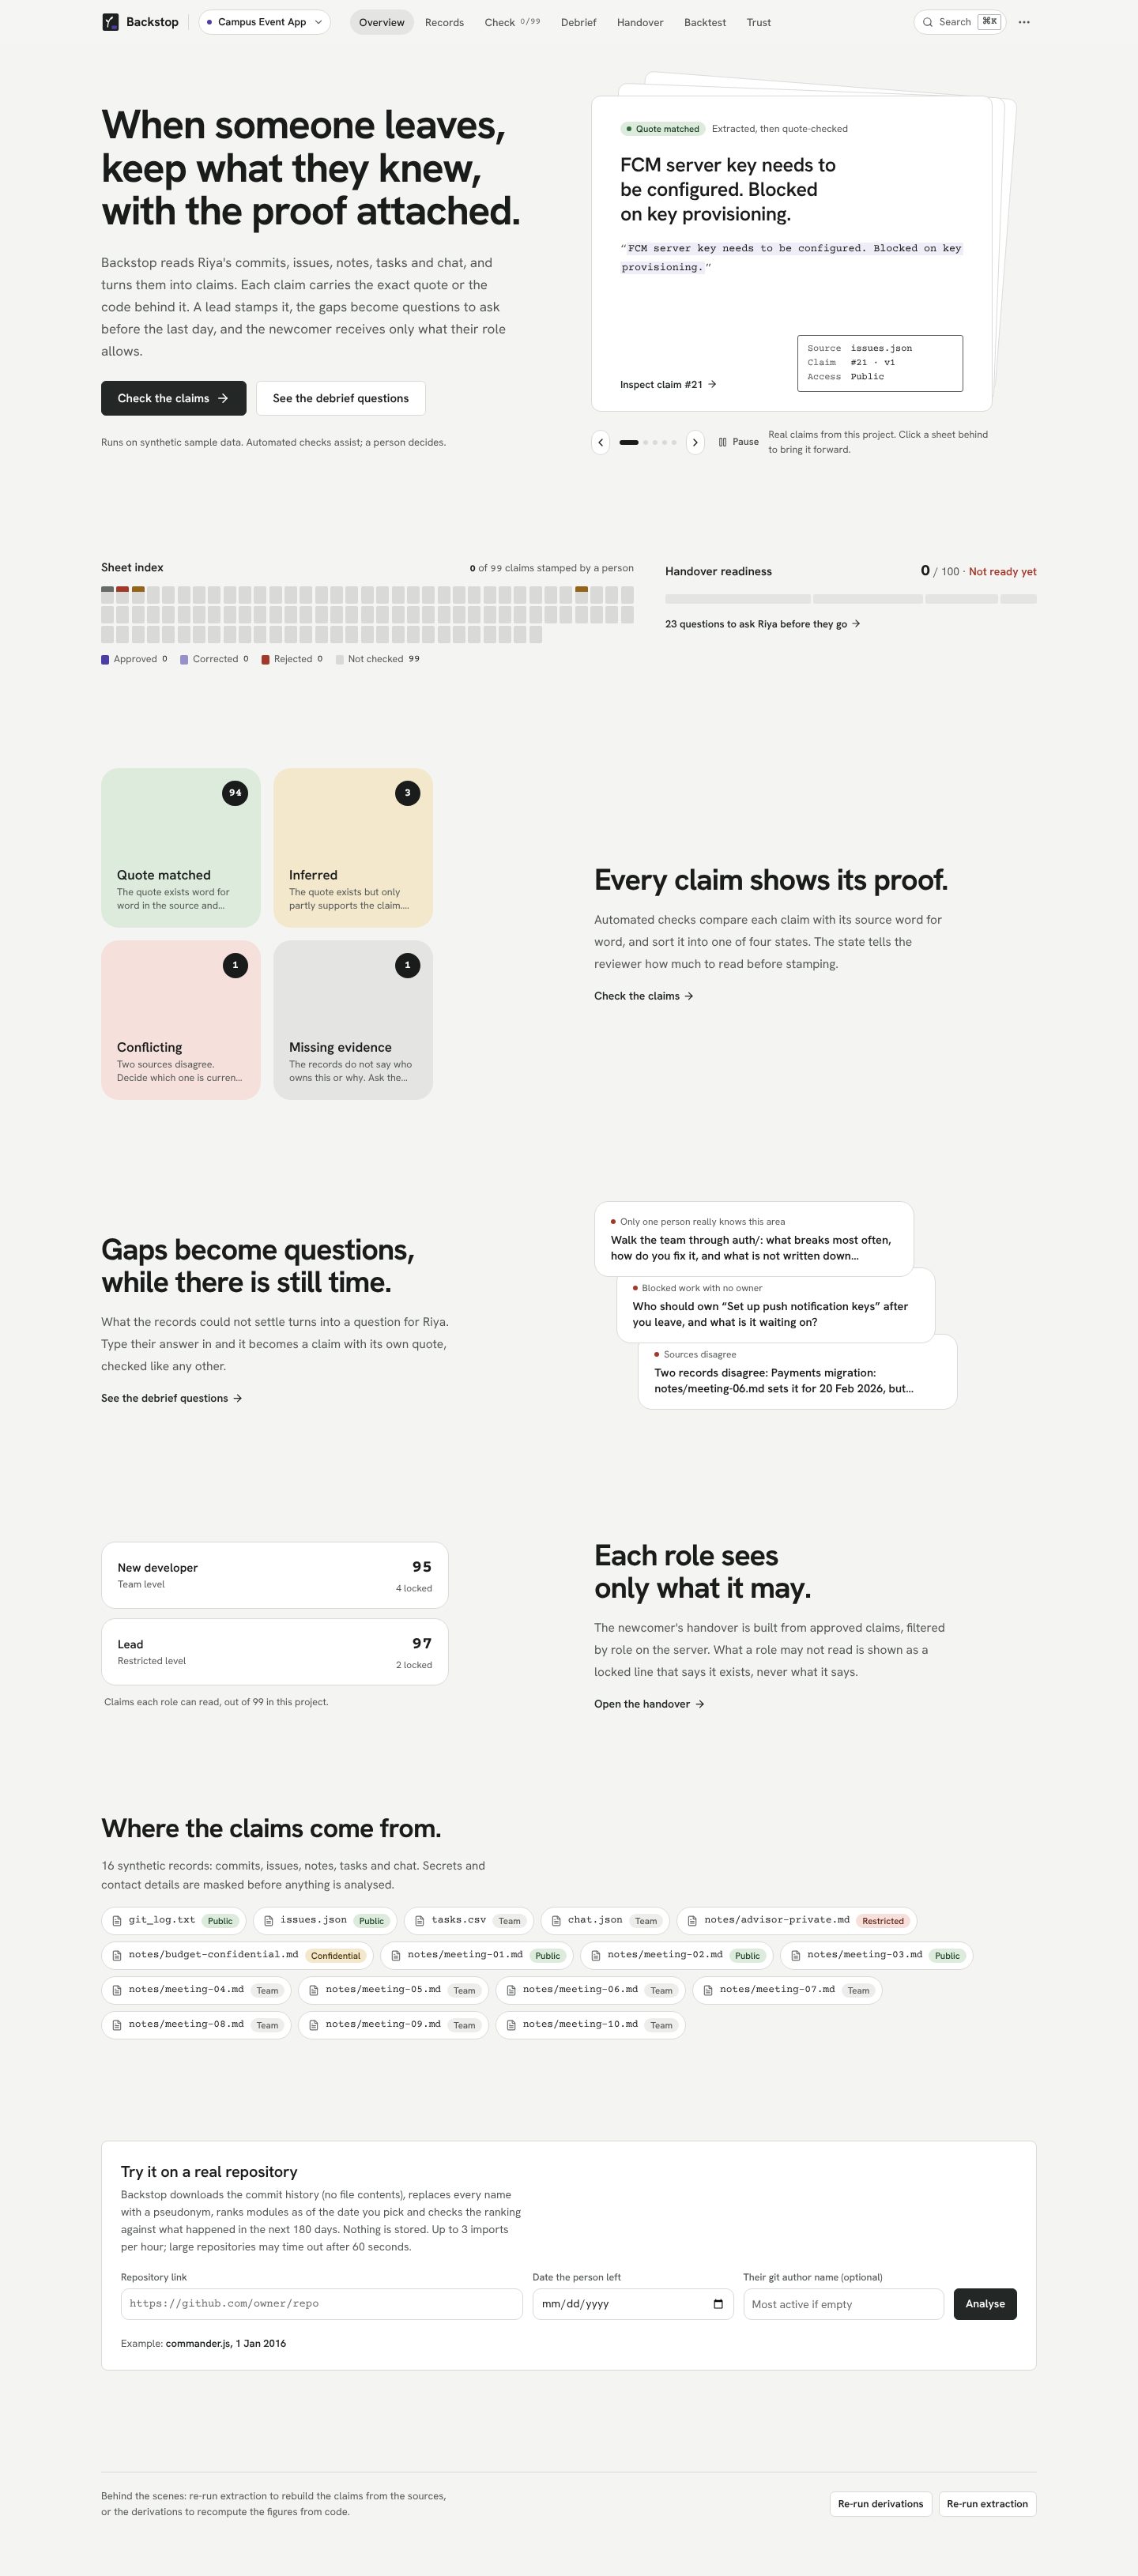 Backstop
Campus Event App
Overview
Records
Check 0/99
Debrief
Handover
Backtest
Trust
Search ⌘K
When someone leaves,
keep what they knew,
with the proof attached.
Backstop reads Riya's commits, issues, notes, tasks and chat, and
turns them into claims. Each claim carries the exact quote or the
code behind it. A lead stamps it, the gaps become questions to ask
before the last day, and the newcomer receives only what their role
allows.
Check the claims →
See the debrief questions
Runs on synthetic sample data. Automated checks assist; a person decides.
Quote matched
Extracted, then quote-checked
FCM server key needs to
be configured. Blocked
on key provisioning.
“FCM server key needs to be configured. Blocked on key
provisioning.”
Source issues.json
Claim #21 · v1
Access Public
Inspect claim #21 →
Pause
Real claims from this project. Click a sheet behind
to bring it forward.
Sheet index
0 of 99 claims stamped by a person
Approved 0
Corrected 0
Rejected 0
Not checked 99
Handover readiness
0 / 100 · Not ready yet
23 questions to ask Riya before they go →
94
Quote matched
The quote exists word for
word in the source and…
3
Inferred
The quote exists but only
partly supports the claim.…
1
Conflicting
Two sources disagree.
Decide which one is curren…
1
Missing evidence
The records do not say who
owns this or why. Ask the…
Every claim shows its proof.
Automated checks compare each claim with its source word for
word, and sort it into one of four states. The state tells the
reviewer how much to read before stamping.
Check the claims →
Gaps become questions,
while there is still time.
What the records could not settle turns into a question for Riya.
Type their answer in and it becomes a claim with its own quote,
checked like any other.
See the debrief questions →
Only one person really knows this area
Walk the team through auth/: what breaks most often,
how do you fix it, and what is not written down…
Blocked work with no owner
Who should own “Set up push notification keys” after
you leave, and what is it waiting on?
Sources disagree
Two records disagree: Payments migration:
notes/meeting-06.md sets it for 20 Feb 2026, but…
New developer 95
Team level 4 locked
Lead 97
Restricted level 2 locked
Claims each role can read, out of 99 in this project.
Each role sees
only what it may.
The newcomer's handover is built from approved claims, filtered
by role on the server. What a role may not read is shown as a
locked line that says it exists, never what it says.
Open the handover →
Where the claims come from.
16 synthetic records: commits, issues, notes, tasks and chat. Secrets and
contact details are masked before anything is analysed.
git_log.txt Public
issues.json Public
tasks.csv Team
chat.json Team
notes/advisor-private.md Restricted
notes/budget-confidential.md Confidential
notes/meeting-01.md Public
notes/meeting-02.md Public
notes/meeting-03.md Public
notes/meeting-04.md Team
notes/meeting-05.md Team
notes/meeting-06.md Team
notes/meeting-07.md Team
notes/meeting-08.md Team
notes/meeting-09.md Team
notes/meeting-10.md Team
Try it on a real repository
Backstop downloads the commit history (no file contents), replaces every name
with a pseudonym, ranks modules as of the date you pick and checks the ranking
against what happened in the next 180 days. Nothing is stored. Up to 3 imports
per hour; large repositories may time out after 60 seconds.
Repository link
https://github.com/owner/repo
Date the person left
mm/dd/yyyy
Their git author name (optional)
Most active if empty
Analyse
Example: commander.js, 1 Jan 2016
Behind the scenes: re-run extraction to rebuild the claims from the sources,
or the derivations to recompute the figures from code.
Re-run derivations
Re-run extraction